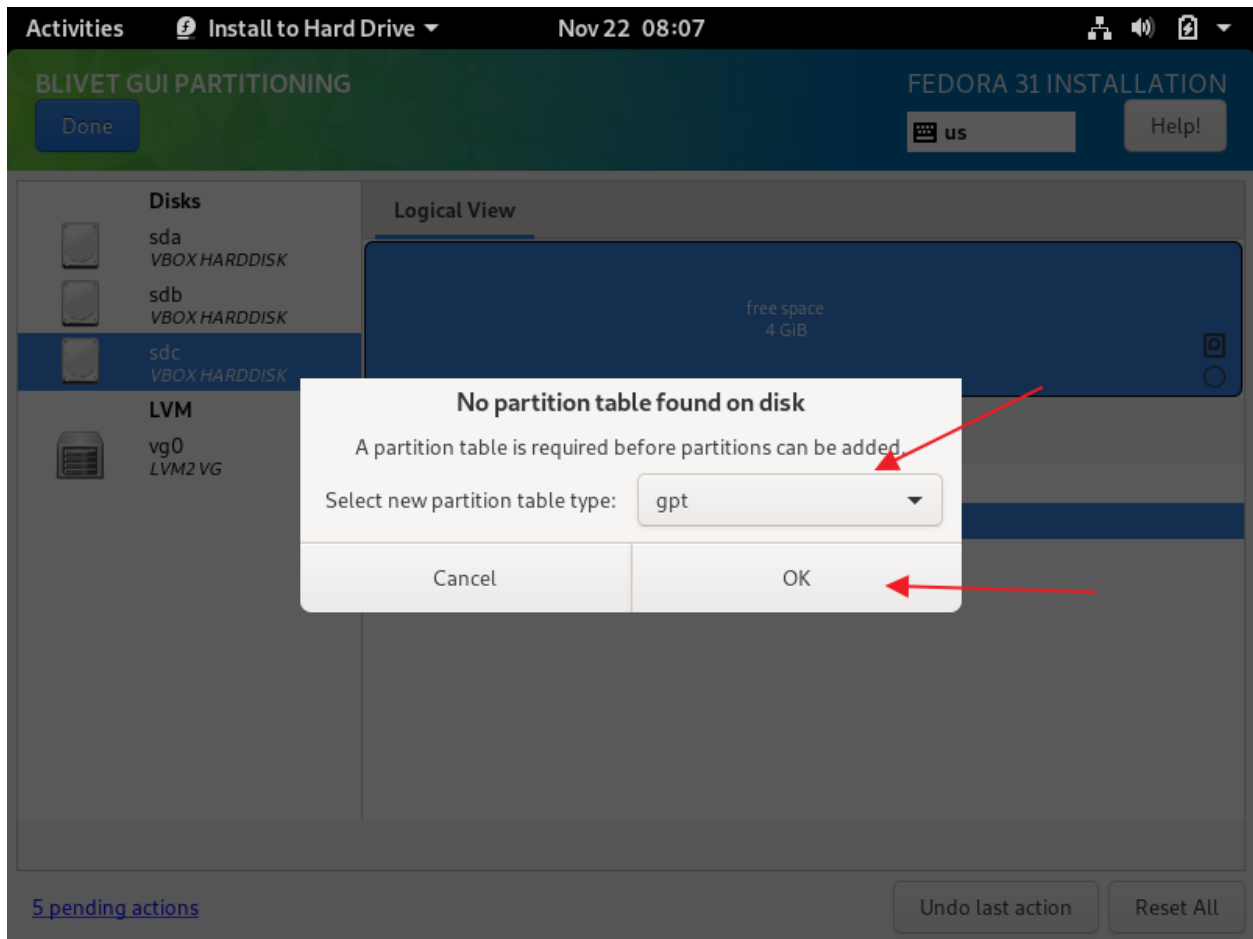 Activities Install to Hard Drive Nov 22 08:07
BLIVET GUI PARTITIONING
FEDORA 31 INSTALLATION
Done
us
Help!
Disks
sda
VBOX HARDDISK
sdb
VBOX HARDDISK
sdc
VBOX HARDDISK
LVM
vg0
LVM2 VG
Logical View
free space
4 GiB
No partition table found on disk
A partition table is required before partitions can be added.
Select new partition table type: gpt
Cancel OK
5 pending actions
Undo last action Reset All